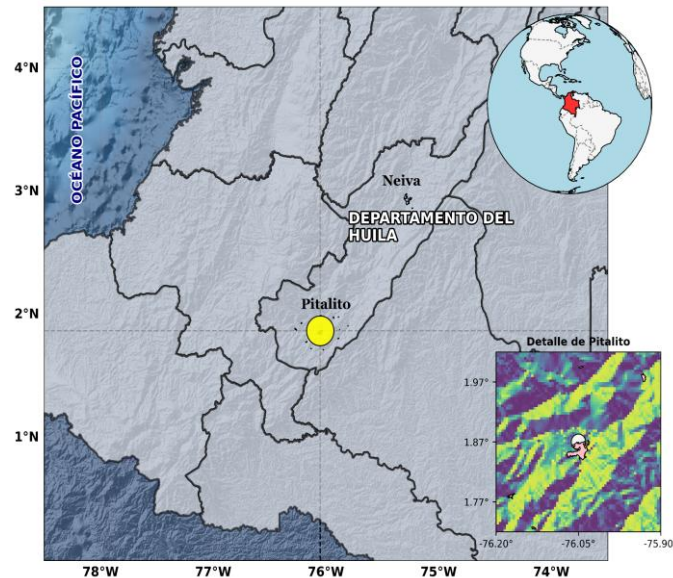 4°N
OCÉANO PACÍFICO
3°N
Neiva
DEPARTAMENTO DEL
HUILA
2°N
Pitalito
Detalle de Pitalito
1.97°
1.87°
1.77°
1°N
-76.20°
-76.05°
-75.90°
78°W
77°W
76°W
75°W
74°W